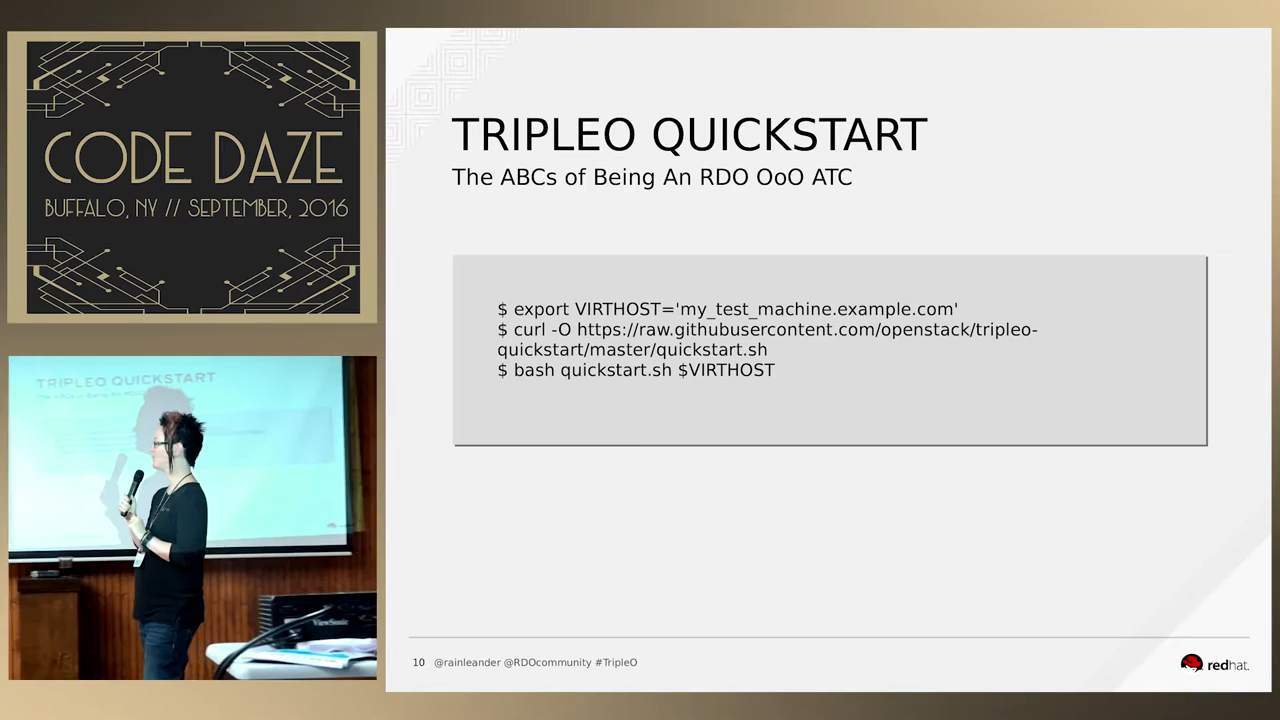 CODE DAZE
BUFFALO, NY // SEPTEMBER, 2016
TRIPLEO QUICKSTART
ViewSonic
TRIPLEO QUICKSTART
The ABCs of Being An RDO OoO ATC
$ export VIRTHOST='my_test_machine.example.com'
$ curl -O https://raw.githubusercontent.com/openstack/tripleo-
quickstart/master/quickstart.sh
$ bash quickstart.sh $VIRTHOST
10 @rainleander @RDOcommunity #TripleO
redhat.